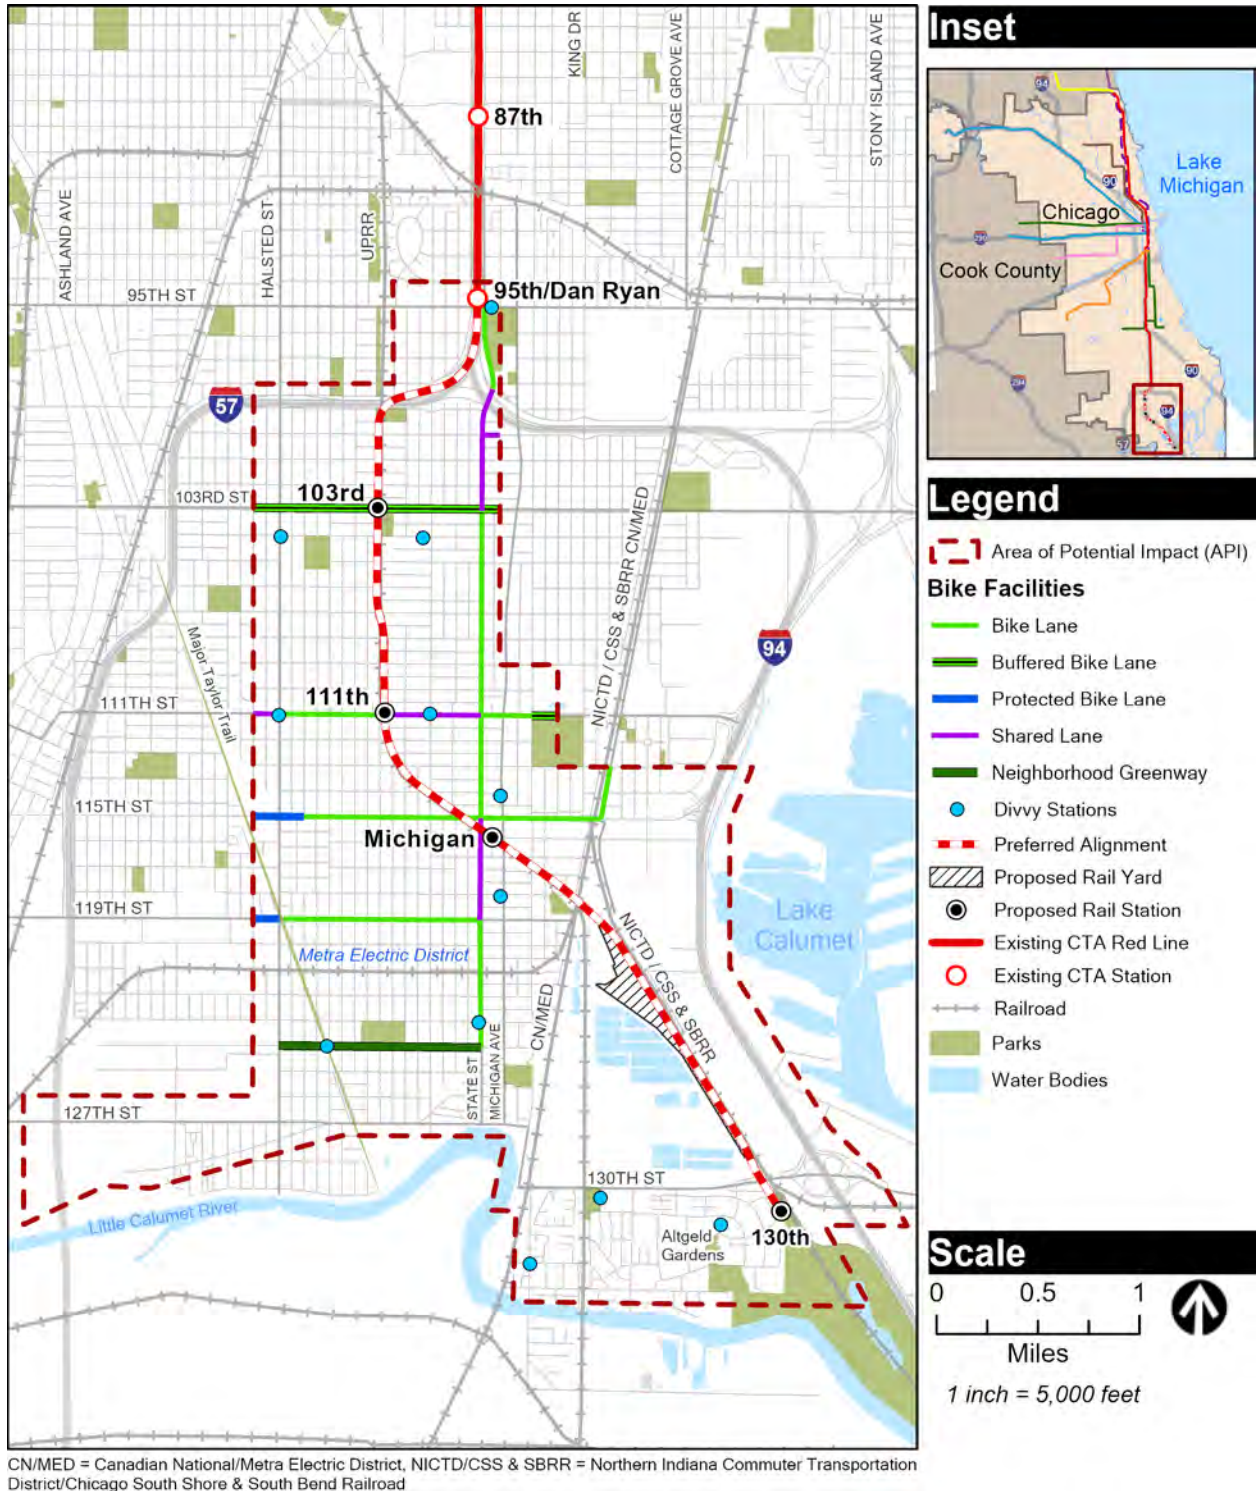 KING DR
COTTAGE GROVE AVE
STONY ISLAND AVE
87th
ASHLAND AVE
HALSTED ST
UPRR
95TH ST
95th/Dan Ryan
57
103RD ST
103rd
NICTD / CSS & SBRR CN/MED
94
Major Taylor Trail
111TH ST
111th
115TH ST
Michigan
119TH ST
Metra Electric District
Lake
Calumet
NICTD / CSS & SBRR
CN/MED
STATE ST
MICHIGAN AVE
127TH ST
130TH ST
Little Calumet River
Altgeld
Gardens
130th
CN/MED = Canadian National/Metra Electric District, NICTD/CSS & SBRR = Northern Indiana Commuter Transportation
District/Chicago South Shore & South Bend Railroad
Inset
94
Lake
Michigan
90
Chicago
290
Cook County
294
90
94
57
Legend
Area of Potential Impact (API)
Bike Facilities
Bike Lane
Buffered Bike Lane
Protected Bike Lane
Shared Lane
Neighborhood Greenway
Divvy Stations
Preferred Alignment
Proposed Rail Yard
Proposed Rail Station
Existing CTA Red Line
Existing CTA Station
Railroad
Parks
Water Bodies
Scale
0 0.5 1
Miles
1 inch = 5,000 feet